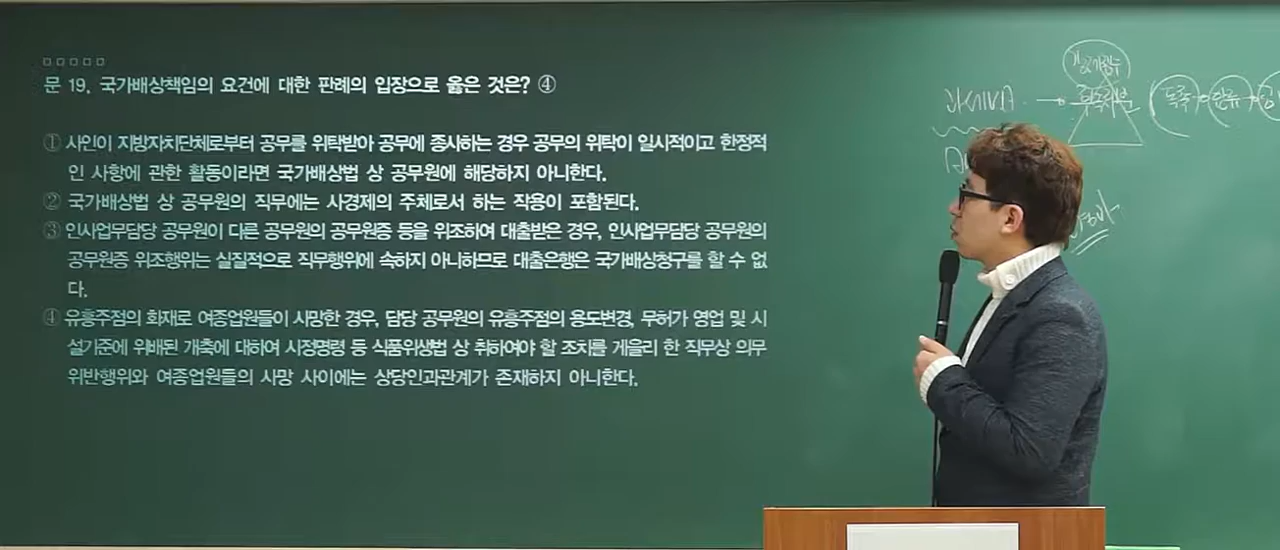 문 19. 국가배상책임의 요건에 대한 판례의 입장으로 옳은 것은? ④
① 사인이 지방자치단체로부터 공무를 위탁받아 공무에 종사하는 경우 공무의 위탁이 일시적이고 한정적
인 사항에 관한 활동이라면 국가배상법 상 공무원에 해당하지 아니한다.
② 국가배상법 상 공무원의 직무에는 사경제의 주체로서 하는 작용이 포함된다.
③ 인사업무담당 공무원이 다른 공무원의 공무원증 등을 위조하여 대출받은 경우, 인사업무담당 공무원의
공무원증 위조행위는 실질적으로 직무행위에 속하지 아니하므로 대출은행은 국가배상청구를 할 수 없
다.
④ 유흥주점의 화재로 여종업원들이 사망한 경우, 담당 공무원의 유흥주점의 용도변경, 무허가 영업 및 시
설기준에 위배된 개축에 대하여 시정명령 등 식품위생법 상 취하여야 할 조치를 게을리 한 직무상 의무
위반행위와 여종업원들의 사망 사이에는 상당인과관계가 존재하지 아니한다.